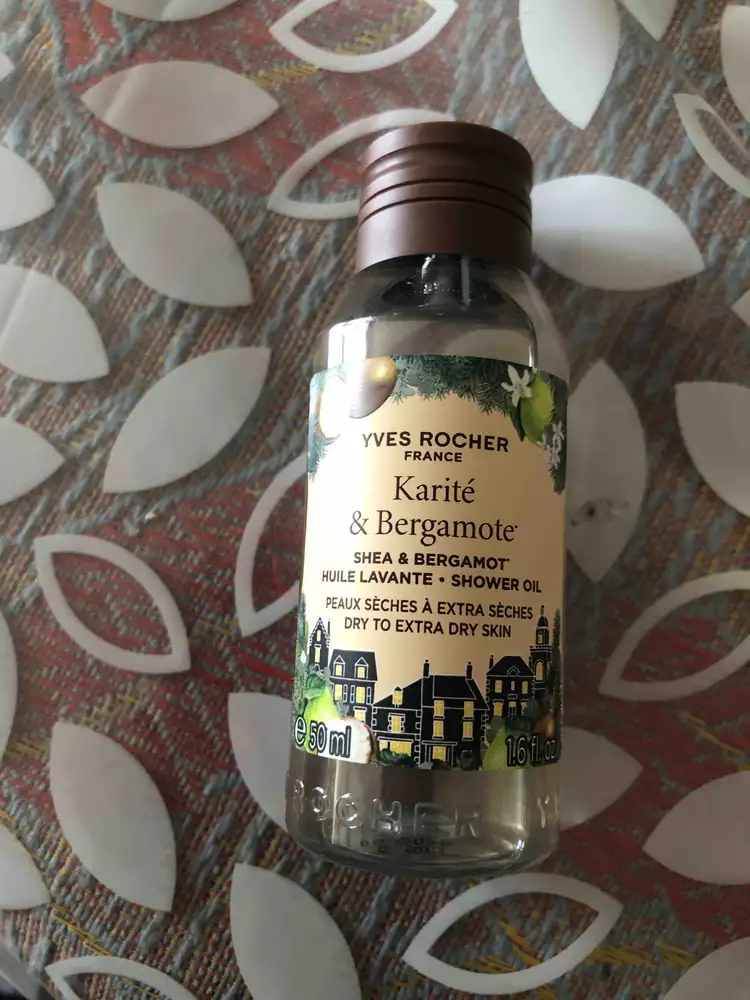 YVES ROCHER
FRANCE
Karité
& Bergamote*
SHEA & BERGAMOT*
HUILE LAVANTE • SHOWER OIL
PEAUX SÈCHES À EXTRA SÈCHES
DRY TO EXTRA DRY SKIN
e 50 ml 1.6 fl. oz
ROCHER Y